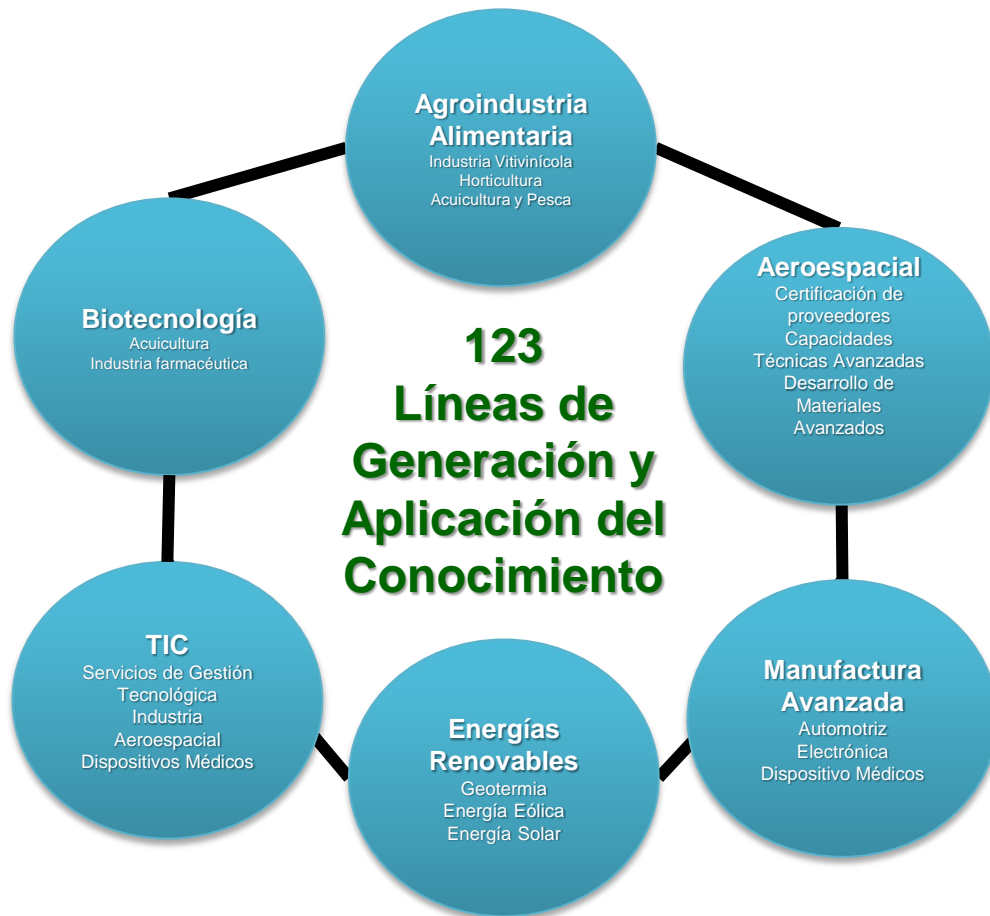 Agroindustria
Alimentaria
Industria Vitivinícola
Horticultura
Acuicultura y Pesca
Aeroespacial
Certificación de
proveedores
Capacidades
Técnicas Avanzadas
Desarrollo de
Materiales
Avanzados
Biotecnología
Acuicultura
Industria farmacéutica
123
Líneas de
Generación y
Aplicación del
Conocimiento
TIC
Servicios de Gestión
Tecnológica
Industria
Aeroespacial
Dispositivos Médicos
Energías
Renovables
Geotermia
Energía Eólica
Energía Solar
Manufactura
Avanzada
Automotriz
Electrónica
Dispositivo Médicos